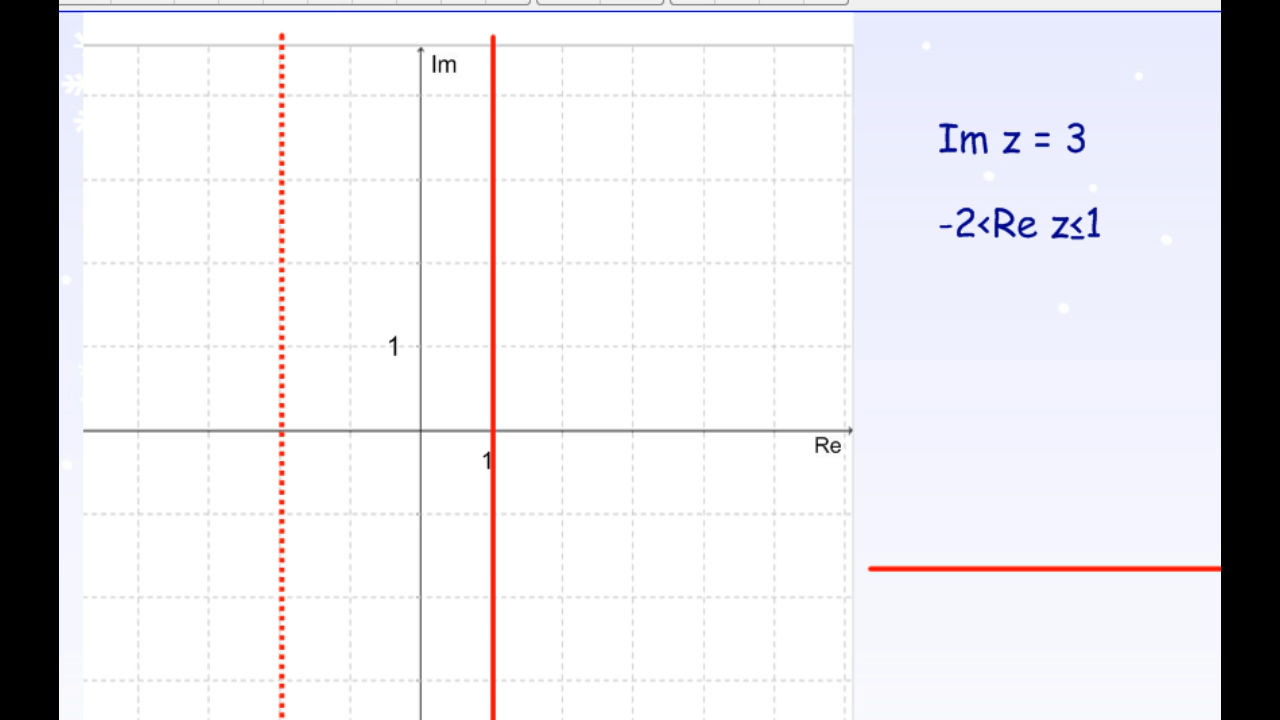 Im
Im z = 3
-2<Re z≤1
1
Re
1